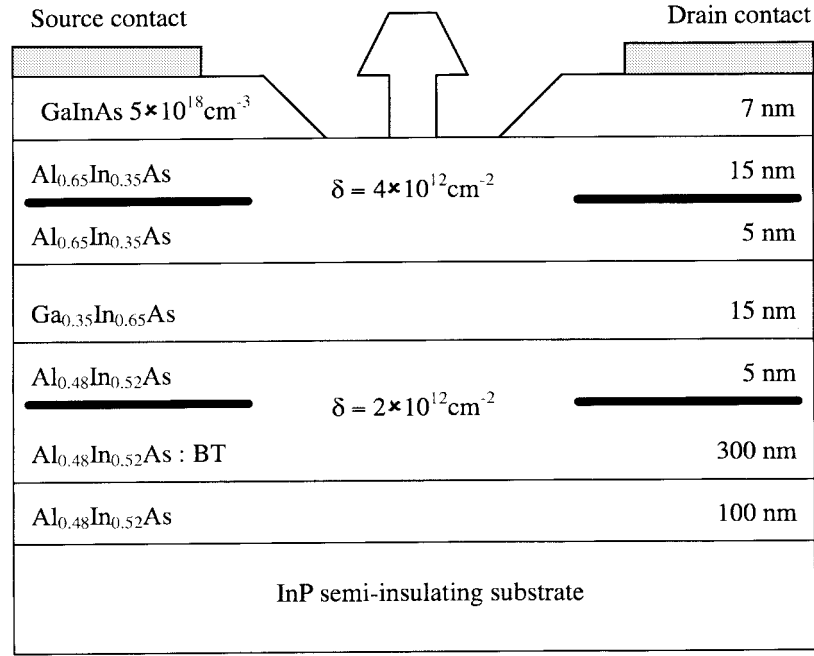 Source contact Drain contact
GaInAs 5×10¹⁸cm⁻³ 7 nm
Al₀.₆₅In₀.₃₅As 15 nm
δ = 4×10¹²cm⁻²
Al₀.₆₅In₀.₃₅As 5 nm
Ga₀.₃₅In₀.₆₅As 15 nm
Al₀.₄₈In₀.₅₂As 5 nm
δ = 2×10¹²cm⁻²
Al₀.₄₈In₀.₅₂As : BT 300 nm
Al₀.₄₈In₀.₅₂As 100 nm
InP semi-insulating substrate